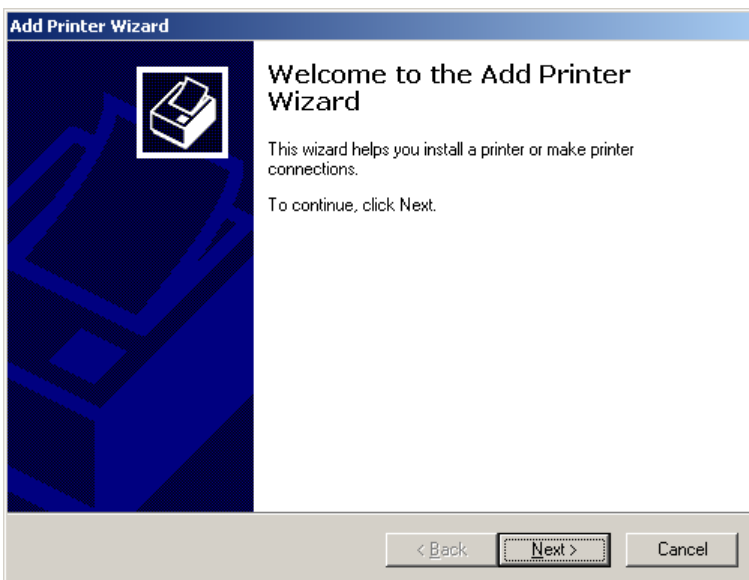 Add Printer Wizard
Welcome to the Add Printer
Wizard
This wizard helps you install a printer or make printer
connections.
To continue, click Next.
< Back
Next >
Cancel